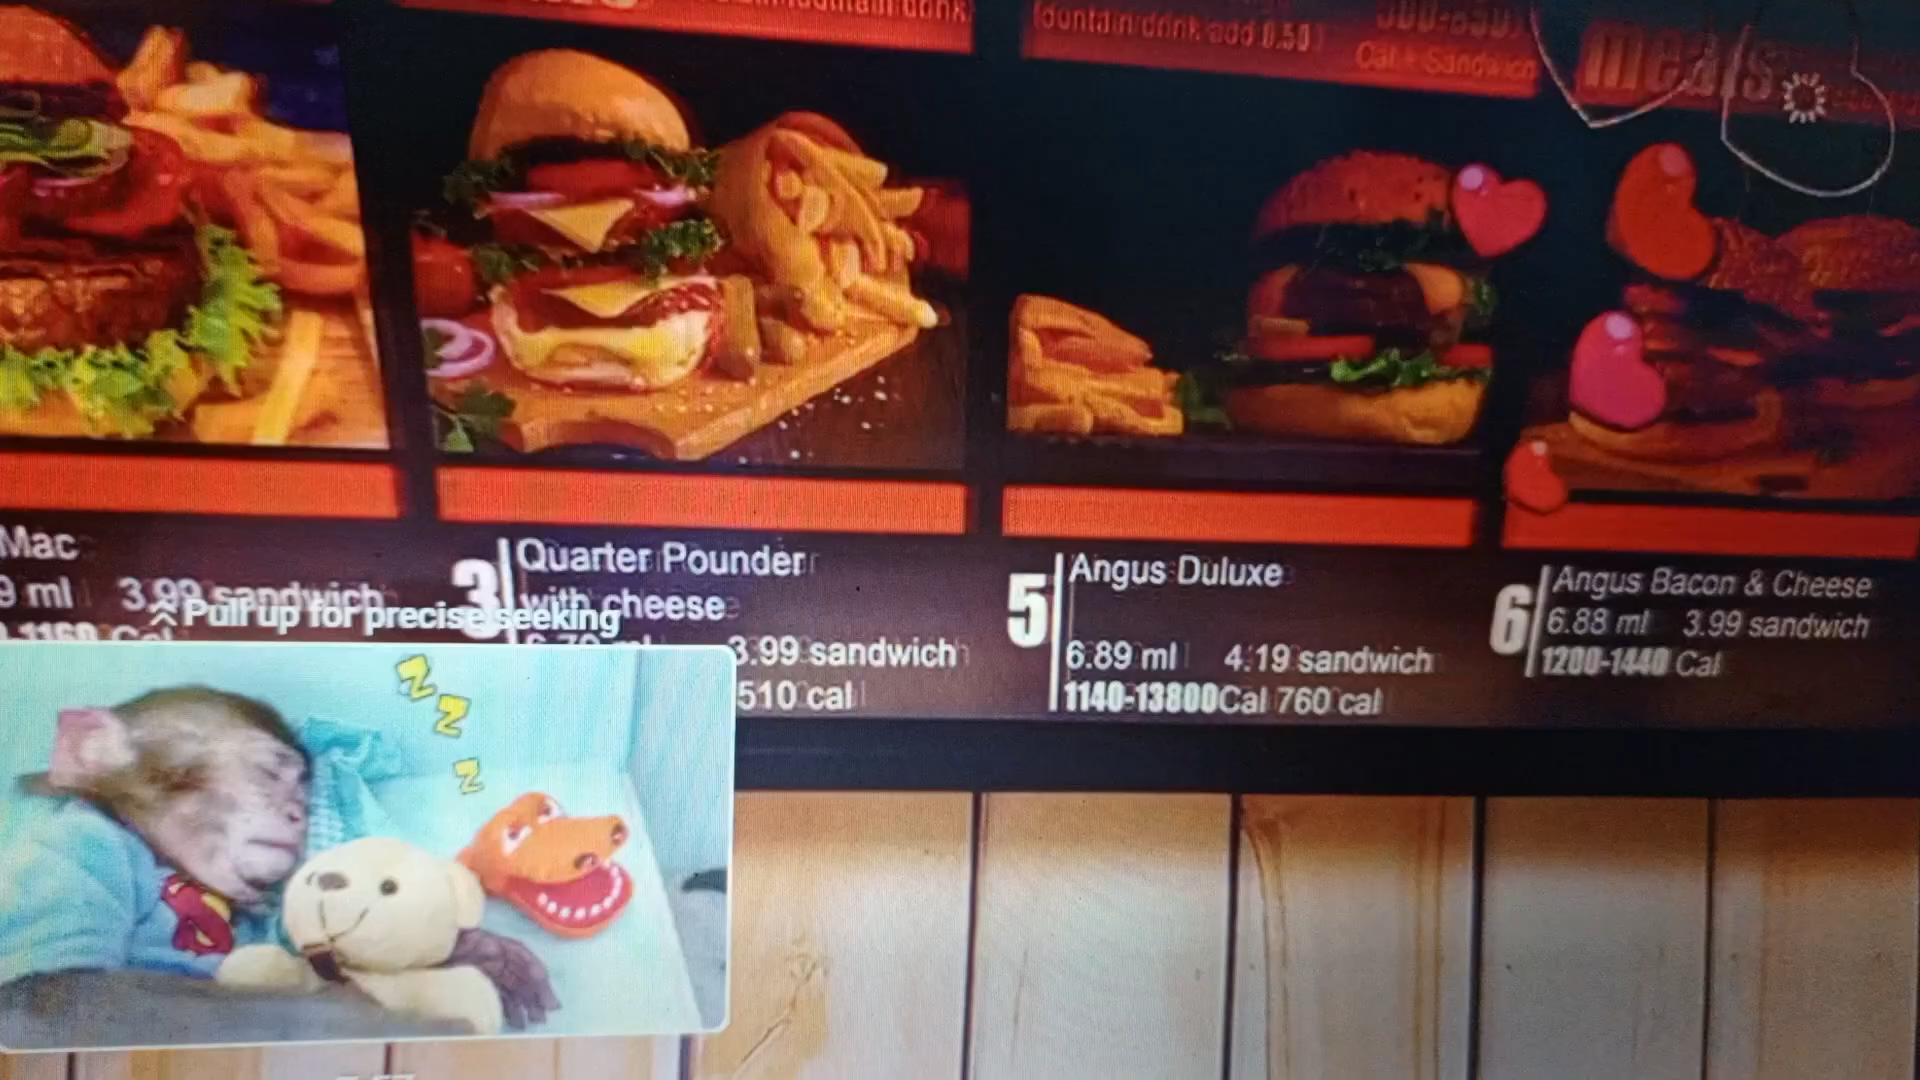 (fountain drink add 0.50)
Cal + Sandwich
meals
Mac
9 ml 3.99 sandwich
Pull up for precise seeking
3 Quarter Pounder
with cheese
3.99 sandwich
510 cal
5 Angus Duluxe
6.89 ml 4.19 sandwich
1140-13800Cal 760 cal
6 Angus Bacon & Cheese
6.88 ml 3.99 sandwich
1200-1440 Cal
Z
Z
Z